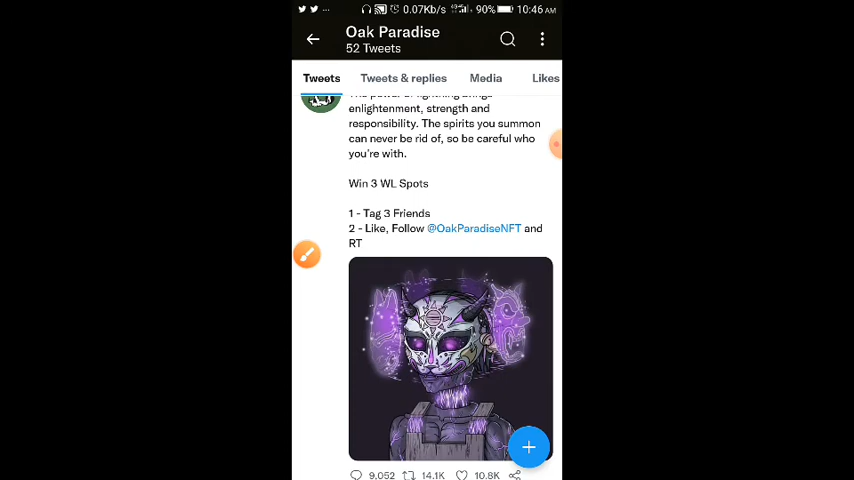 0.07Kb/s 90% 10:46 AM
Oak Paradise
52 Tweets
Tweets Tweets & replies Media Likes
enlightenment, strength and
responsibility. The spirits you summon
can never be rid of, so be careful who
you're with.
Win 3 WL Spots
1 - Tag 3 Friends
2 - Like, Follow @OakParadiseNFT and
RT
9,052 14.1K 10.8K